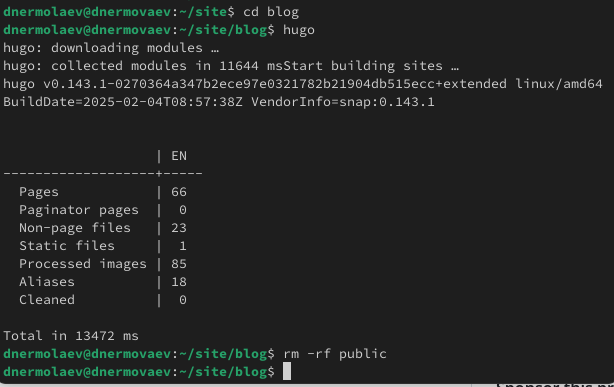 dnermolaev@dnermovaev:~/site$ cd blog
dnermolaev@dnermovaev:~/site/blog$ hugo
hugo: downloading modules …
hugo: collected modules in 11644 msStart building sites …
hugo v0.143.1-0270364a347b2ece97e0321782b21904db515ecc+extended linux/amd64
BuildDate=2025-02-04T08:57:38Z VendorInfo=snap:0.143.1
| EN
-------------------+-----
Pages | 66
Paginator pages | 0
Non-page files | 23
Static files | 1
Processed images | 85
Aliases | 18
Cleaned | 0
Total in 13472 ms
dnermolaev@dnermovaev:~/site/blog$ rm -rf public
dnermolaev@dnermovaev:~/site/blog$